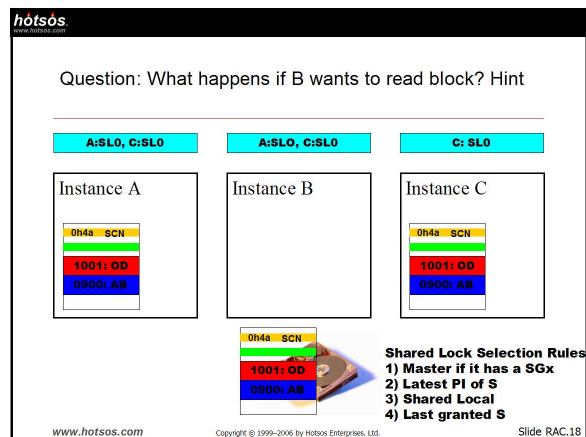 hotsos
www.hotsos.com
Question: What happens if B wants to read block? Hint
A:SL0, C:SL0
A:SLO, C:SL0
C: SL0
Instance A
Instance B
Instance C
0h4a SCN
1001: OD
0900: AB
0h4a SCN
1001: OD
0900: AB
0h4a SCN
1001: OD
0900: AB
Shared Lock Selection Rules
1) Master if it has a SGx
2) Latest PI of S
3) Shared Local
4) Last granted S
www.hotsos.com
Copyright © 1999–2006 by Hotsos Enterprises, Ltd.
Slide RAC.18